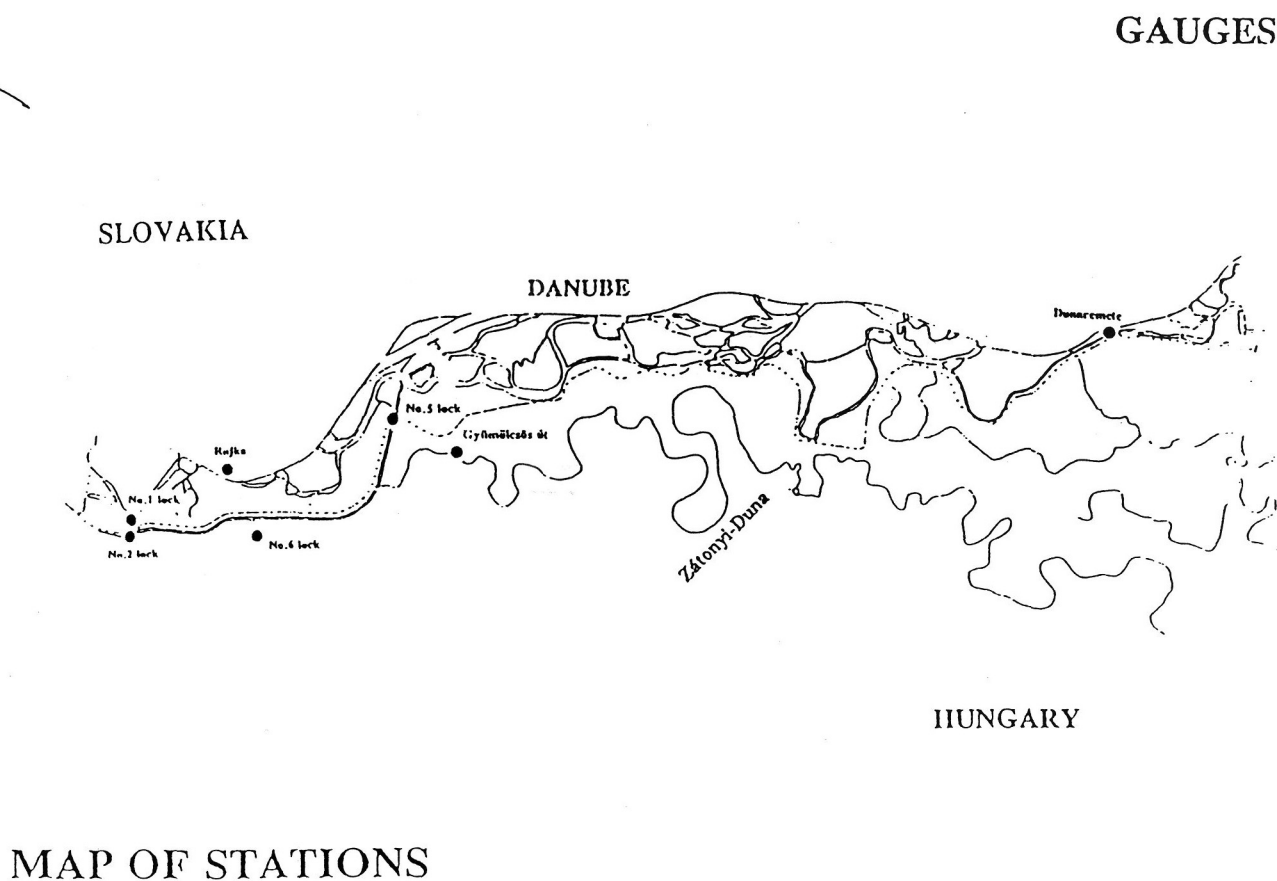 GAUGES
SLOVAKIA
DANUBE
Dunaremete
No.5 lock
Gyümölcsös út
Rajka
No.1 lock
No.2 lock
No.6 lock
Zátonyi-Duna
HUNGARY
MAP OF STATIONS